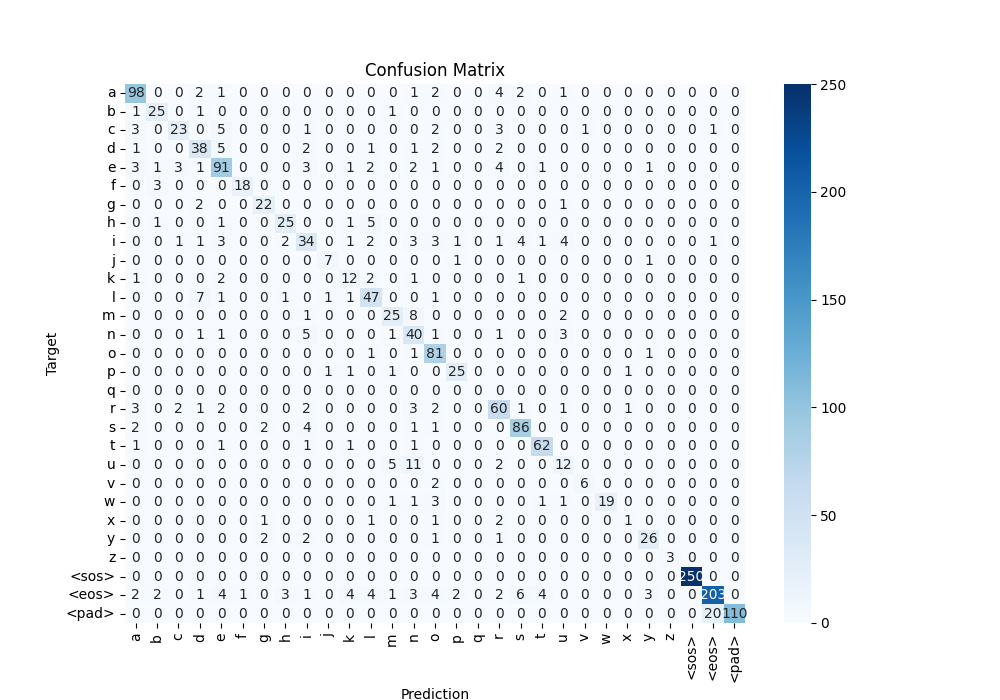 Confusion Matrix
a 98 0 0 2 1 0 0 0 0 0 0 0 0 1 2 0 0 4 2 0 1 0 0 0 0 0 0 0 0
b 1 25 0 1 0 0 0 0 0 0 0 0 1 0 0 0 0 0 0 0 0 0 0 0 0 0 0 0 0
c 3 0 23 0 5 0 0 0 1 0 0 0 0 0 2 0 0 3 0 0 0 1 0 0 0 0 0 1 0
d 1 0 0 38 5 0 0 0 2 0 0 1 0 1 2 0 0 2 0 0 0 0 0 0 0 0 0 0 0
e 3 1 3 1 91 0 0 0 3 0 1 2 0 2 1 0 0 4 0 1 0 0 0 0 1 0 0 0 0
f 0 3 0 0 0 18 0 0 0 0 0 0 0 0 0 0 0 0 0 0 0 0 0 0 0 0 0 0 0
g 0 0 0 2 0 0 22 0 0 0 0 0 0 0 0 0 0 0 0 0 1 0 0 0 0 0 0 0 0
h 0 1 0 0 1 0 0 25 0 0 1 5 0 0 0 0 0 0 0 0 0 0 0 0 0 0 0 0 0
i 0 0 1 1 3 0 0 2 34 0 1 2 0 3 3 1 0 1 4 1 4 0 0 0 0 0 0 1 0
j 0 0 0 0 0 0 0 0 0 7 0 0 0 0 0 1 0 0 0 0 0 0 0 0 1 0 0 0 0
k 1 0 0 0 2 0 0 0 0 0 12 2 0 1 0 0 0 0 1 0 0 0 0 0 0 0 0 0 0
l 0 0 0 7 1 0 0 1 0 1 1 47 0 0 1 0 0 0 0 0 0 0 0 0 0 0 0 0 0
m 0 0 0 0 0 0 0 0 1 0 0 0 25 8 0 0 0 0 0 0 2 0 0 0 0 0 0 0 0
n 0 0 0 1 1 0 0 0 5 0 0 0 1 40 1 0 0 1 0 0 3 0 0 0 0 0 0 0 0
o 0 0 0 0 0 0 0 0 0 0 0 1 0 1 81 0 0 0 0 0 0 0 0 0 1 0 0 0 0
p 0 0 0 0 0 0 0 0 0 1 1 0 1 0 0 25 0 0 0 0 0 0 0 1 0 0 0 0 0
q 0 0 0 0 0 0 0 0 0 0 0 0 0 0 0 0 0 0 0 0 0 0 0 0 0 0 0 0 0
r 3 0 2 1 2 0 0 0 2 0 0 0 0 3 2 0 0 60 1 0 1 0 0 1 0 0 0 0 0
s 2 0 0 0 0 0 2 0 4 0 0 0 0 1 1 0 0 0 86 0 0 0 0 0 0 0 0 0 0
t 1 0 0 0 1 0 0 0 1 0 1 0 0 0 0 0 0 0 0 62 0 0 0 0 0 0 0 0 0
u 0 0 0 0 0 0 0 0 0 0 0 0 5 11 0 0 0 2 0 0 12 0 0 0 0 0 0 0 0
v 0 0 0 0 0 0 0 0 0 0 0 0 0 0 2 0 0 0 0 0 0 6 0 0 0 0 0 0 0
w 0 0 0 0 0 0 0 0 0 0 0 0 1 1 3 0 0 0 0 1 1 0 19 0 0 0 0 0 0
x 0 0 0 0 0 0 1 0 0 0 0 1 0 0 1 0 0 2 0 0 0 0 0 1 0 0 0 0 0
y 0 0 0 0 0 0 2 0 2 0 0 0 0 0 1 0 0 1 0 0 0 0 0 0 26 0 0 0 0
z 0 0 0 0 0 0 0 0 0 0 0 0 0 0 0 0 0 0 0 0 0 0 0 0 0 3 0 0 0
<sos> 0 0 0 0 0 0 0 0 0 0 0 0 0 0 0 0 0 0 0 0 0 0 0 0 0 0 250 0 0
<eos> 2 2 0 1 4 1 0 3 1 0 4 4 1 3 4 2 0 2 6 4 0 0 0 0 3 0 0 203 0
<pad> 0 0 0 0 0 0 0 0 0 0 0 0 0 0 0 0 0 0 0 0 0 0 0 0 0 0 0 20 110
a b c d e f g h i j k l m n o p q r s t u v w x y z <sos> <eos> <pad>
Prediction
Target
250
200
150
100
50
0